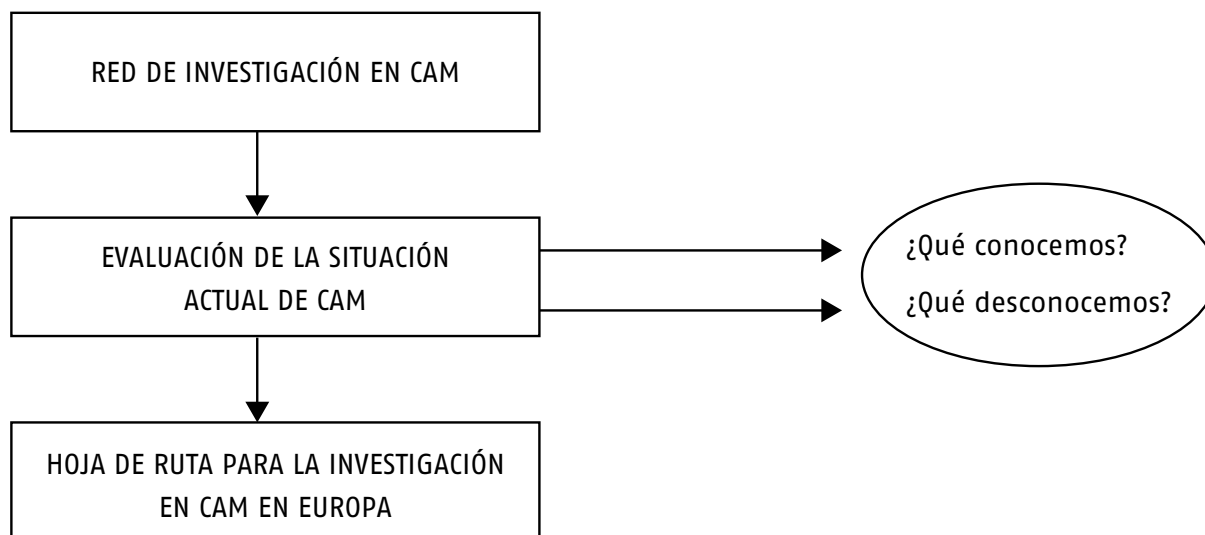 RED DE INVESTIGACIÓN EN CAM
EVALUACIÓN DE LA SITUACIÓN
ACTUAL DE CAM
¿Qué conocemos?
¿Qué desconocemos?
HOJA DE RUTA PARA LA INVESTIGACIÓN
EN CAM EN EUROPA